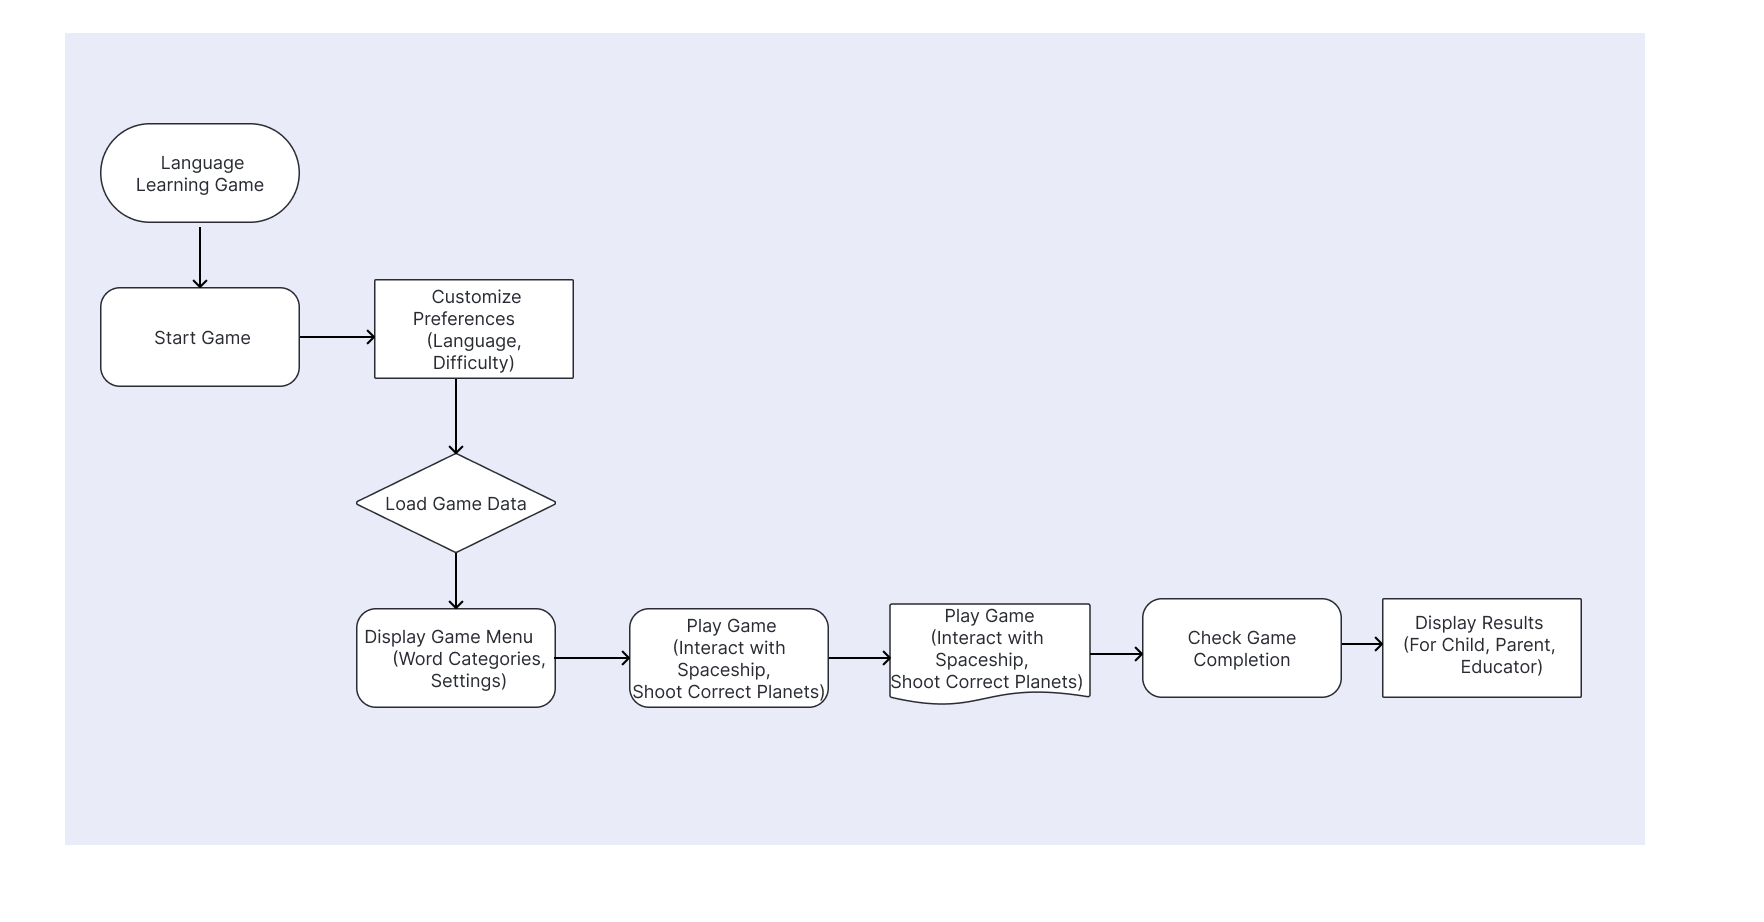 Language
Learning Game
Start Game
Customize
Preferences
(Language,
Difficulty)
Load Game Data
Display Game Menu
(Word Categories,
Settings)
Play Game
(Interact with
Spaceship,
Shoot Correct Planets)
Play Game
(Interact with
Spaceship,
Shoot Correct Planets)
Check Game
Completion
Display Results
(For Child, Parent,
Educator)